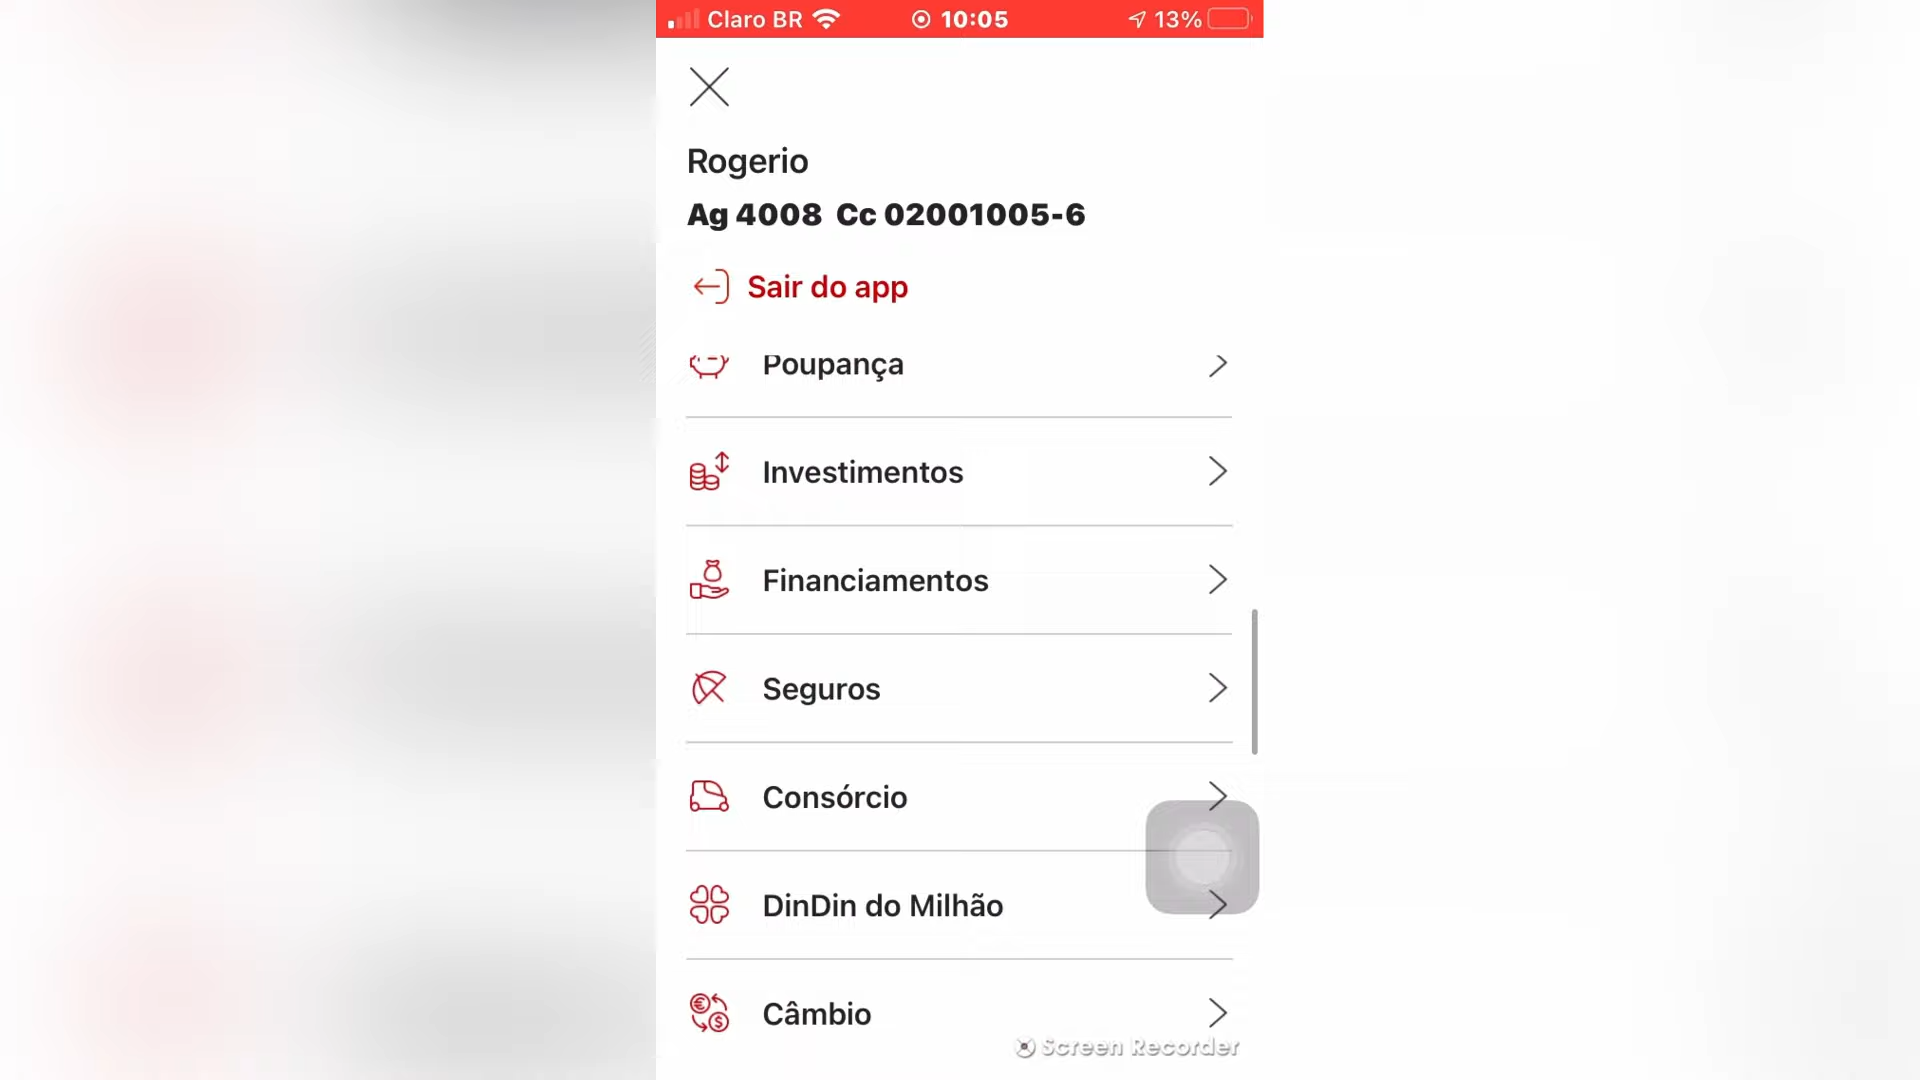 Claro BR 10:05 13%
Rogerio
Ag 4008 Cc 02001005-6
Sair do app
Poupança
Investimentos
Financiamentos
Seguros
Consórcio
DinDin do Milhão
Câmbio
Screen Recorder